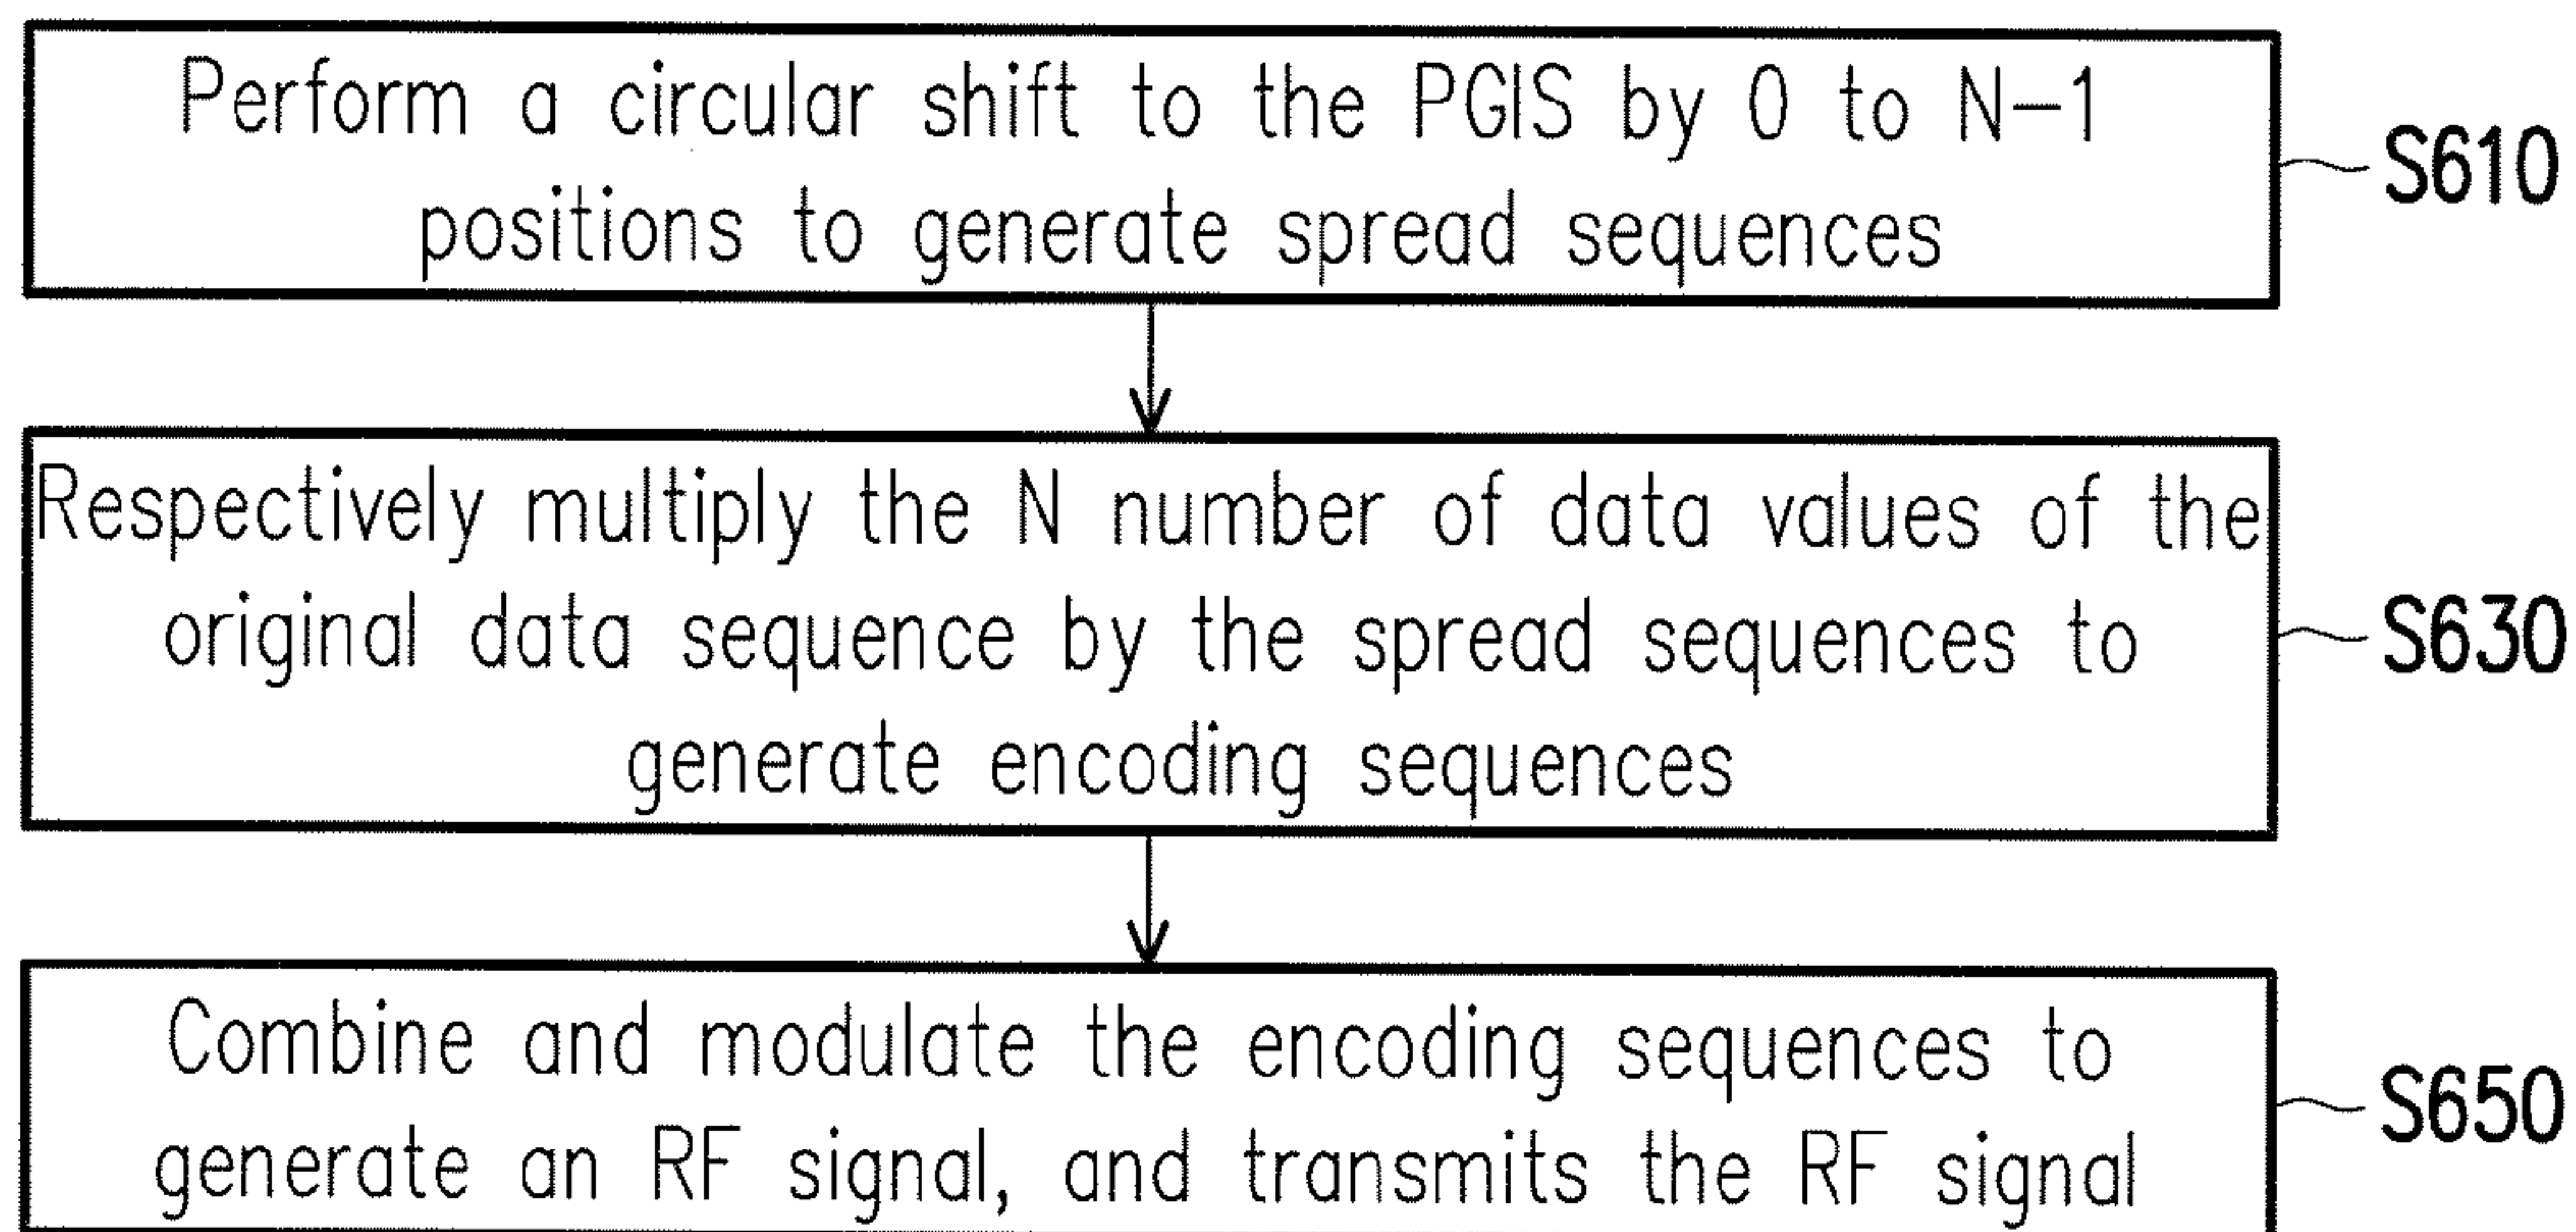 Perform a circular shift to the PGIS by 0 to N-1
positions to generate spread sequences
S610
Respectively multiply the N number of data values of the
original data sequence by the spread sequences to
generate encoding sequences
S630
Combine and modulate the encoding sequences to
generate an RF signal, and transmits the RF signal
S650